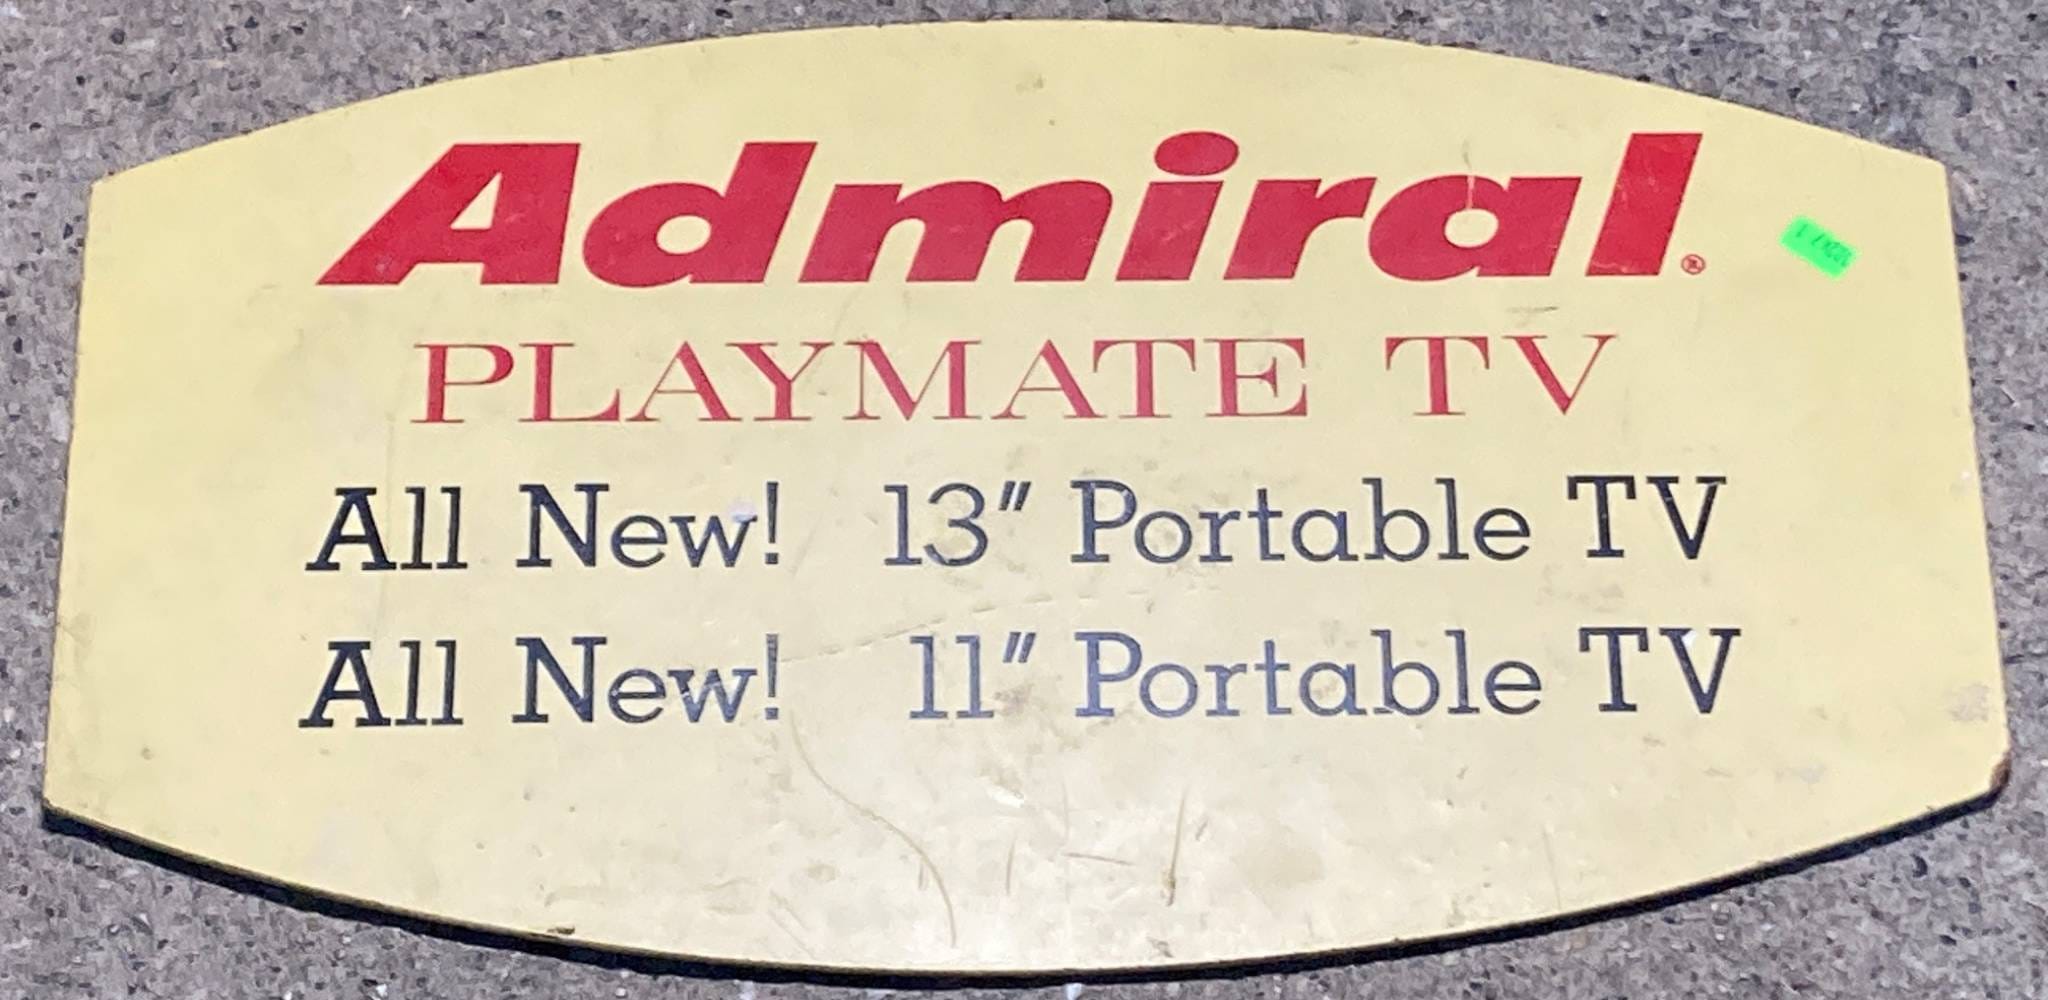 Admiral.®
PLAYMATE TV
All New! 13" Portable TV
All New! 11" Portable TV